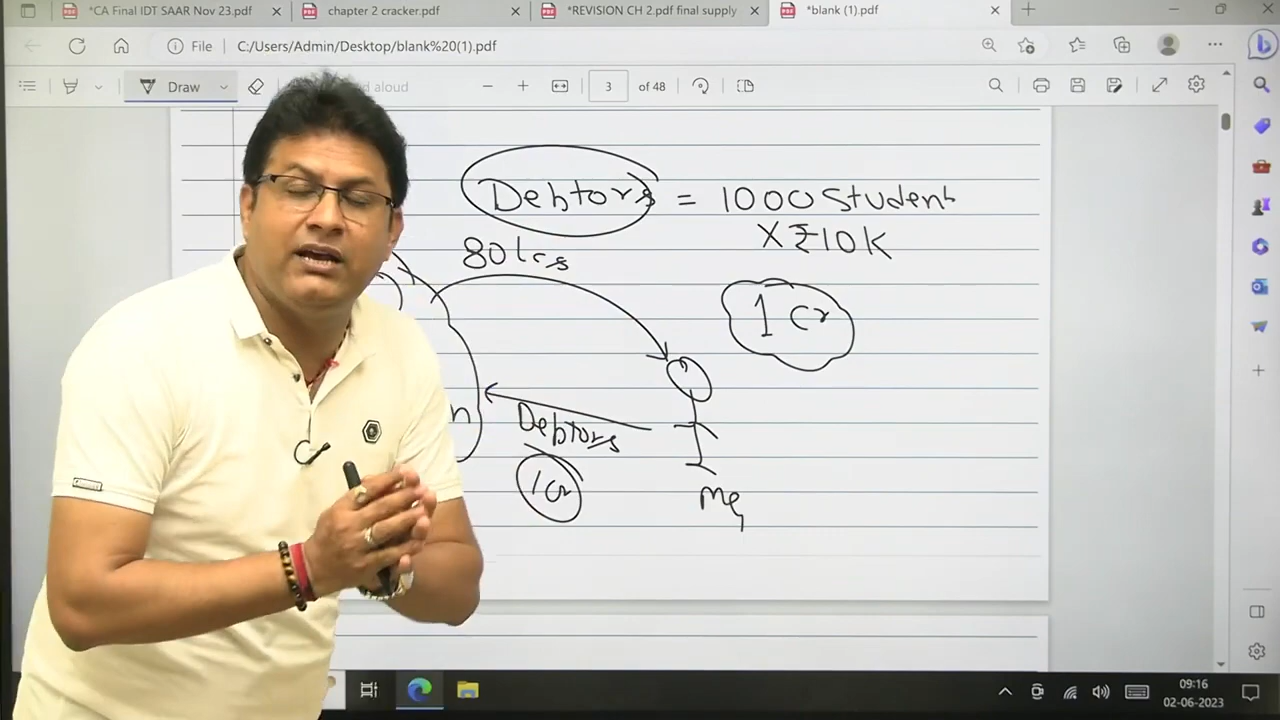 *CA Final IDT SAAR Nov 23.pdf
chapter 2 cracker.pdf
*REVISION CH 2.pdf final supply
*blank (1).pdf
File
C:/Users/Admin/Desktop/blank%20(1).pdf
Draw
aloud
3
of 48
Debtors = 1000 Student
X ₹10K
80 lcs
1 Cr
Debtors
1 Cr
n
Me,
09:16
02-06-2023